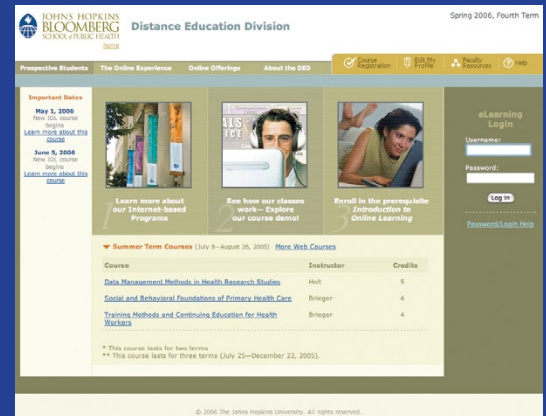 JOHNS HOPKINS
BLOOMBERG
SCHOOL of PUBLIC HEALTH
home
Distance Education Division
Spring 2006, Fourth Term
Course Registration
Edit My Profile
Faculty Resources
Help
Prospective Students
The Online Experience
Online Offerings
About the DED
Important Dates
May 1, 2006
New IOL course
begins
Learn more about this
course
June 5, 2006
New IOL course
begins
Learn more about this
course
1
Learn more about
our Internet-based
Programs
2
See how our classes
work— Explore
our course demo!
3
Enroll in the prerequisite
Introduction to
Online Learning
eLearning
Login
Username:
Password:
Log In
Password/Login Help
Summer Term Courses (July 8—August 26, 2005) More Web Courses
Course Instructor Credits
Data Management Methods in Health Research Studies Holt 5
Social and Behavioral Foundations of Primary Health Care Brieger 4
Training Methods and Continuing Education for Health
Workers Brieger 4
* This course lasts for two terms
** This course lasts for three terms (July 25—December 22, 2005).
© 2006 The Johns Hopkins University. All rights reserved.